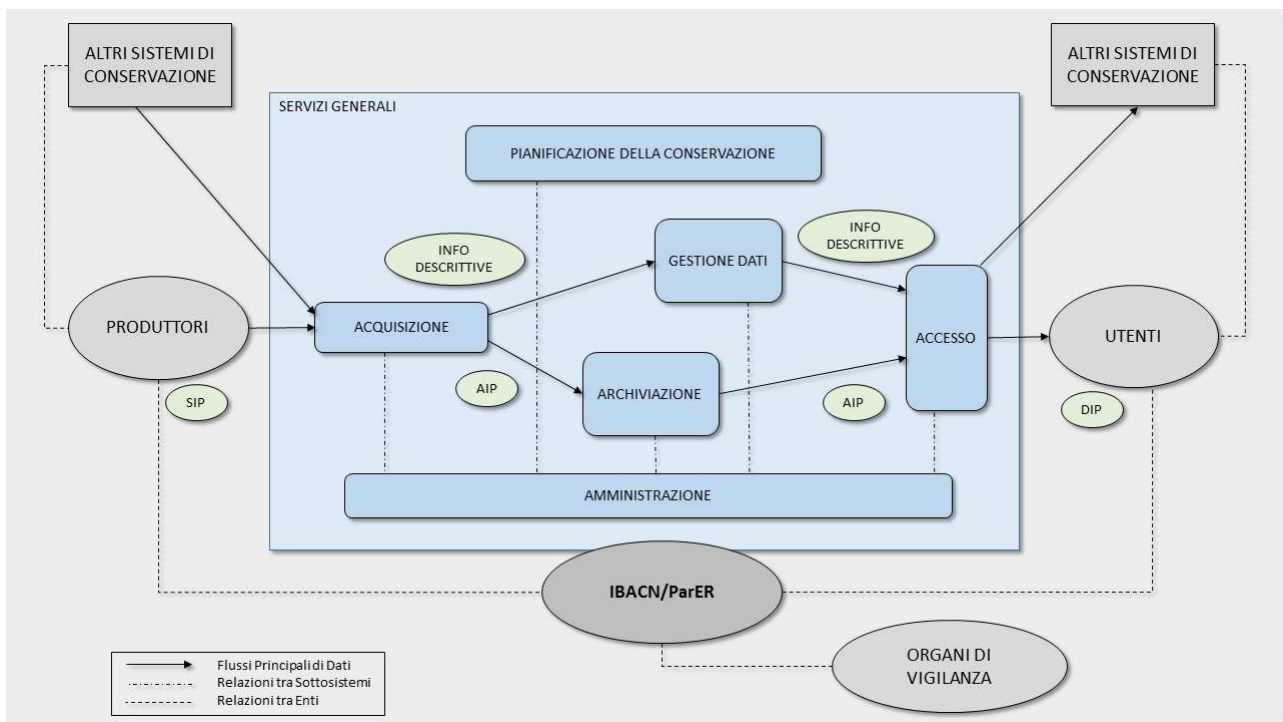 ALTRI SISTEMI DI
CONSERVAZIONE
ALTRI SISTEMI DI
CONSERVAZIONE
SERVIZI GENERALI
PIANIFICAZIONE DELLA CONSERVAZIONE
INFO
DESCRITTIVE
GESTIONE DATI
INFO
DESCRITTIVE
PRODUTTORI
ACQUISIZIONE
ACCESSO
UTENTI
SIP
AIP
ARCHIVIAZIONE
AIP
DIP
AMMINISTRAZIONE
IBACN/ParER
ORGANI DI
VIGILANZA
Flussi Principali di Dati
Relazioni tra Sottosistemi
Relazioni tra Enti